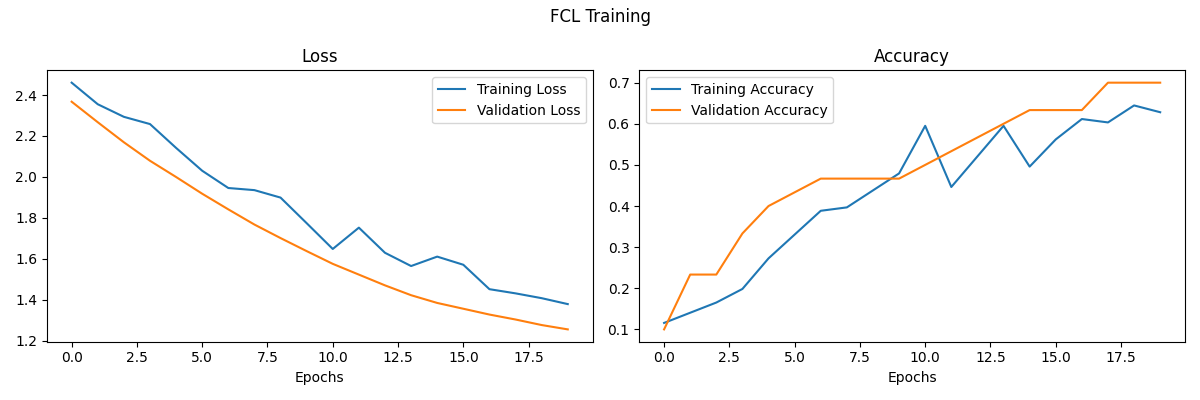 FCL Training
Loss
Training Loss
Validation Loss
2.4
2.2
2.0
1.8
1.6
1.4
1.2
0.0 2.5 5.0 7.5 10.0 12.5 15.0 17.5
Epochs
Accuracy
Training Accuracy
Validation Accuracy
0.7
0.6
0.5
0.4
0.3
0.2
0.1
0.0 2.5 5.0 7.5 10.0 12.5 15.0 17.5
Epochs